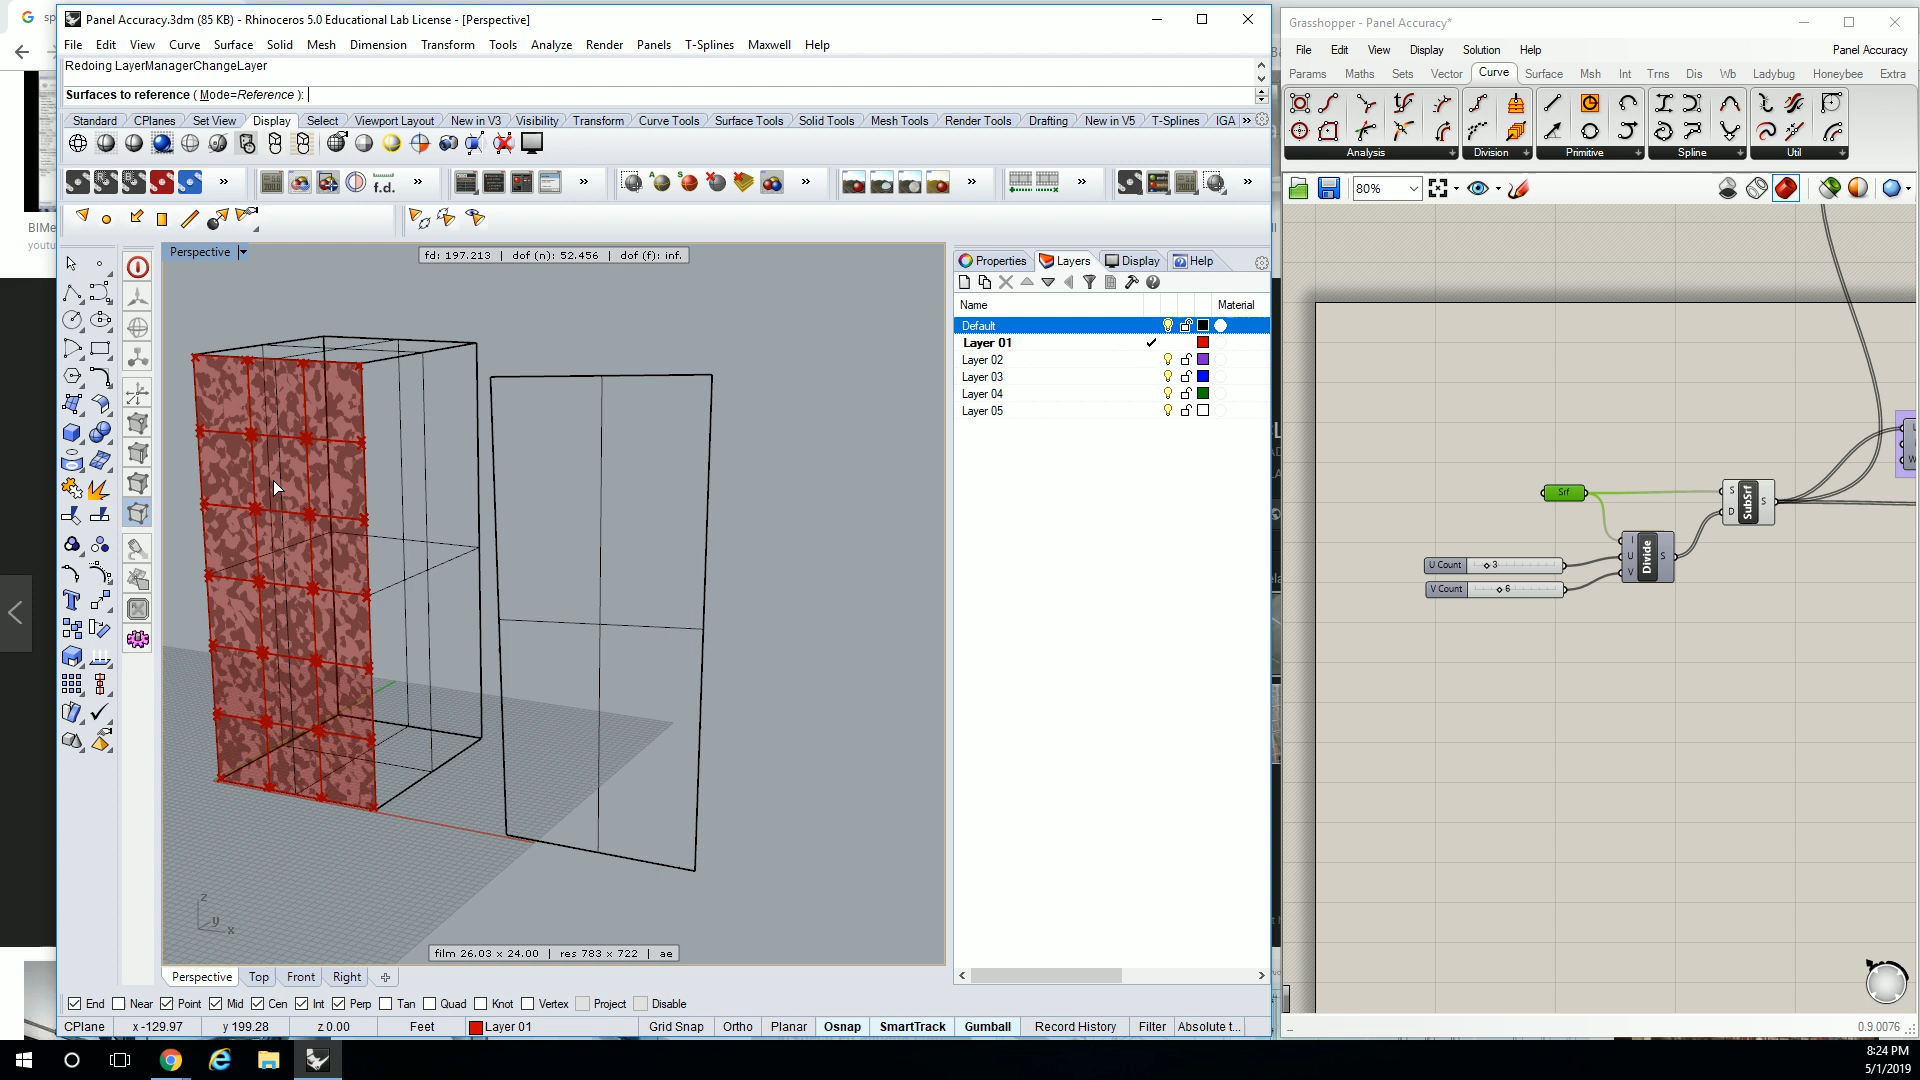 Panel Accuracy.3dm (85 KB) - Rhinoceros 5.0 Educational Lab License - [Perspective]
File Edit View Curve Surface Solid Mesh Dimension Transform Tools Analyze Render Panels T-Splines Maxwell Help
Redoing LayerManagerChangeLayer
Surfaces to reference ( Mode=Reference ):
Standard CPlanes Set View Display Select Viewport Layout New in V3 Visibility Transform Curve Tools Surface Tools Solid Tools Mesh Tools Render Tools Drafting New in V5 T-Splines IGA »
f.d.
Perspective
fd: 197.213 | dof (n): 52.456 | dof (f): inf.
z
y
x
film 26.03 x 24.00 | res 783 x 722 | ae
Perspective Top Front Right
End Near Point Mid Cen Int Perp Tan Quad Knot Vertex Project Disable
CPlane x -129.97 y 199.28 z 0.00 Feet Layer 01 Grid Snap Ortho Planar Osnap SmartTrack Gumball Record History Filter Absolute t...
Properties Layers Display Help
Name Material
Default
Layer 01
Layer 02
Layer 03
Layer 04
Layer 05
Grasshopper - Panel Accuracy*
File Edit View Display Solution Help Panel Accuracy
Params Maths Sets Vector Curve Surface Msh Int Trns Dis Wb Ladybug Honeybee Extra
Analysis Division Primitive Spline Util
80%
Srf
S
D
SubSrf
S
I
U
V
Divide
S
U Count 3
V Count 6
0.9.0076
BIMe
youtu
8:24 PM
5/1/2019